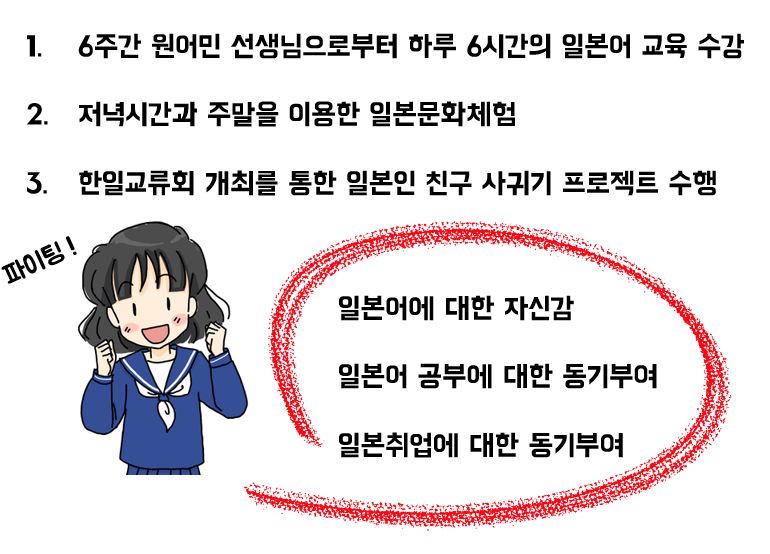 1. 6주간 원어민 선생님으로부터 하루 6시간의 일본어 교육 수강
2. 저녁시간과 주말을 이용한 일본문화체험
3. 한일교류회 개최를 통한 일본인 친구 사귀기 프로젝트 수행
파이팅!
일본어에 대한 자신감
일본어 공부에 대한 동기부여
일본취업에 대한 동기부여